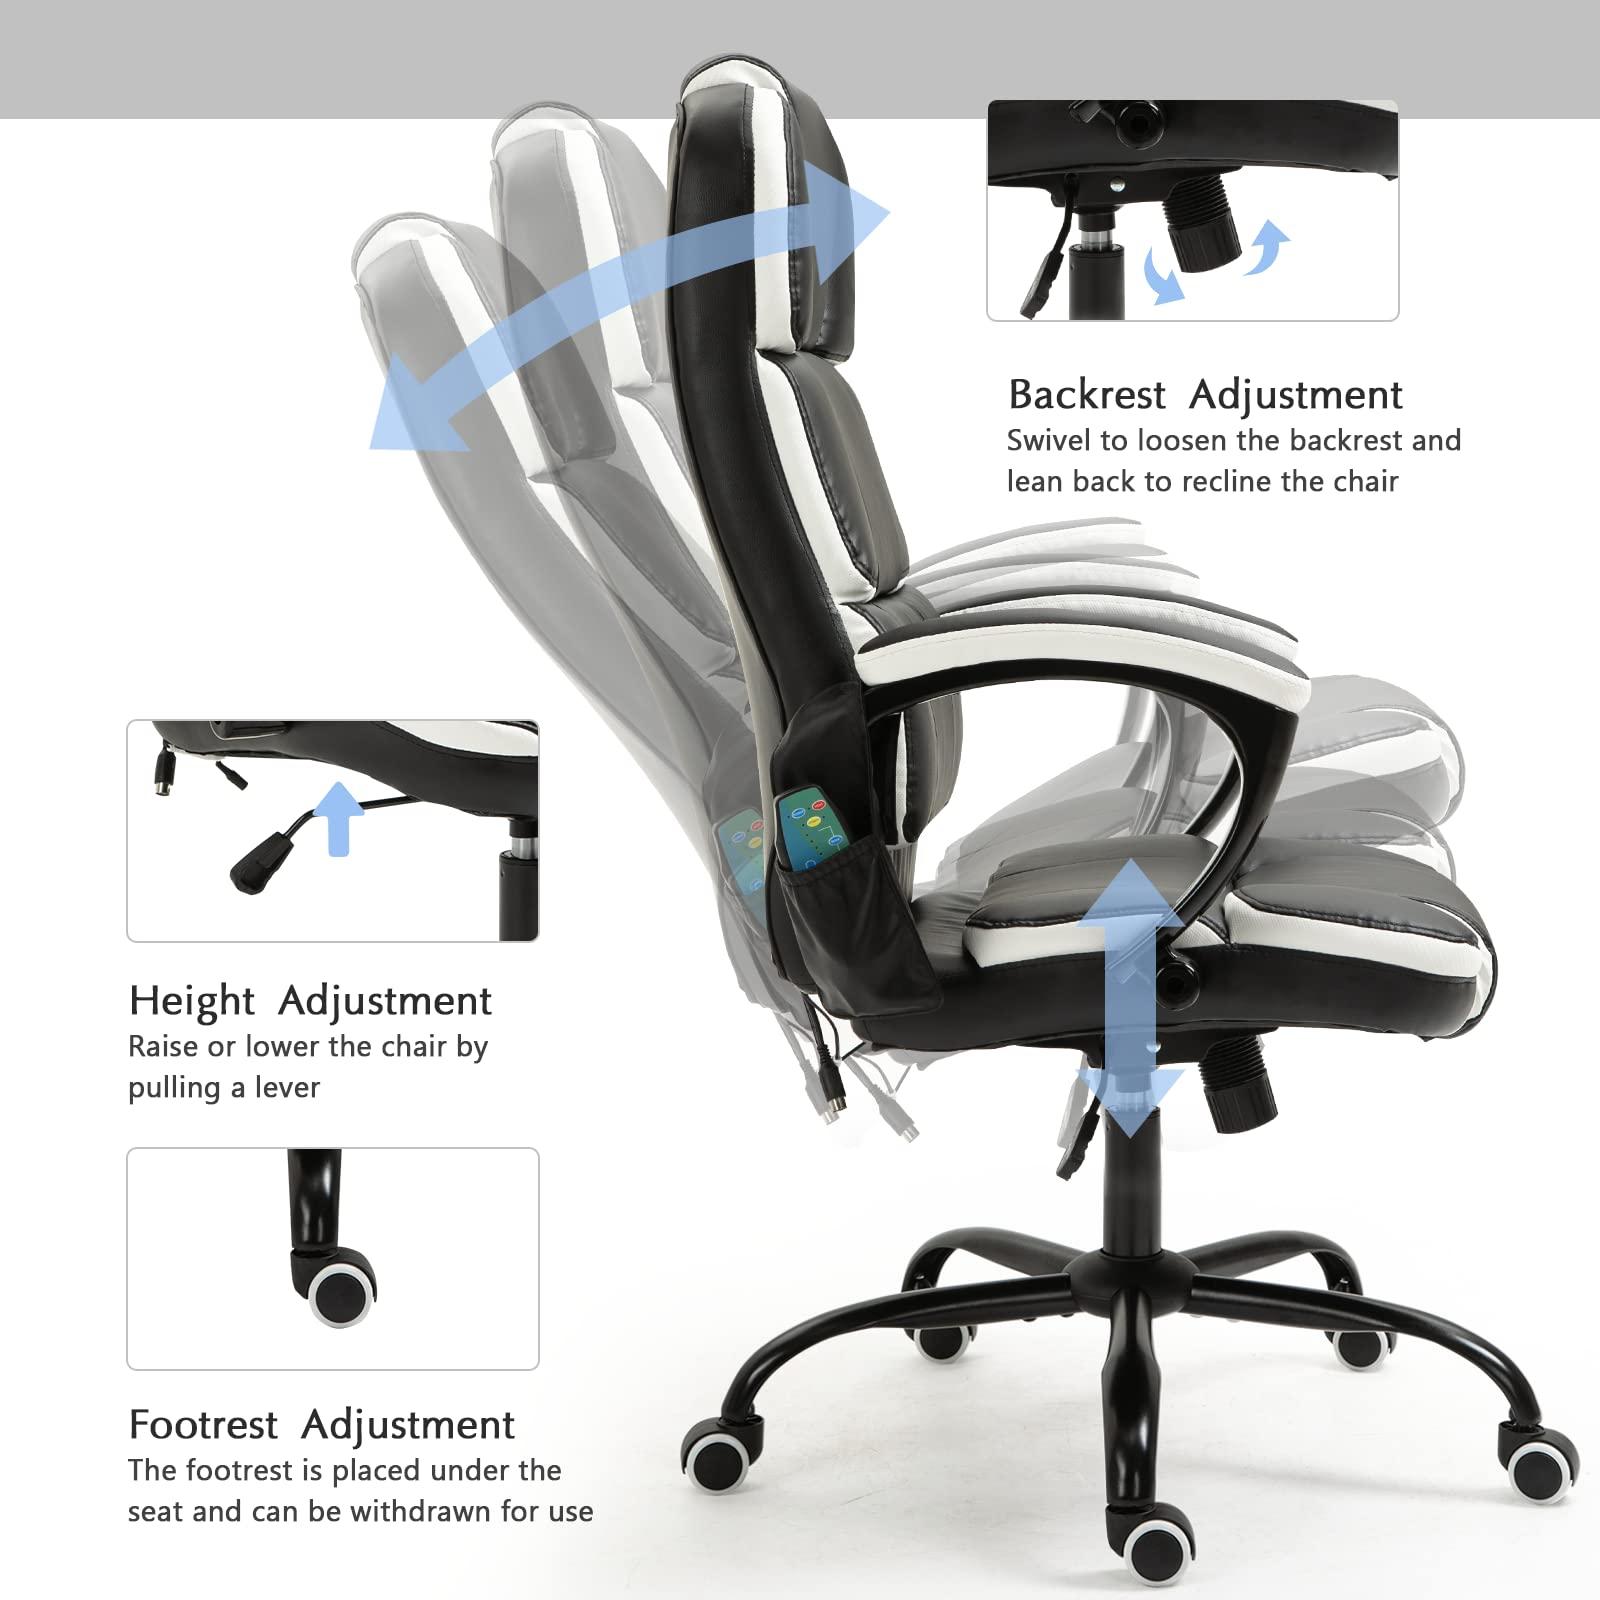 Backrest Adjustment
Swivel to loosen the backrest and
lean back to recline the chair
Height Adjustment
Raise or lower the chair by
pulling a lever
Footrest Adjustment
The footrest is placed under the
seat and can be withdrawn for use